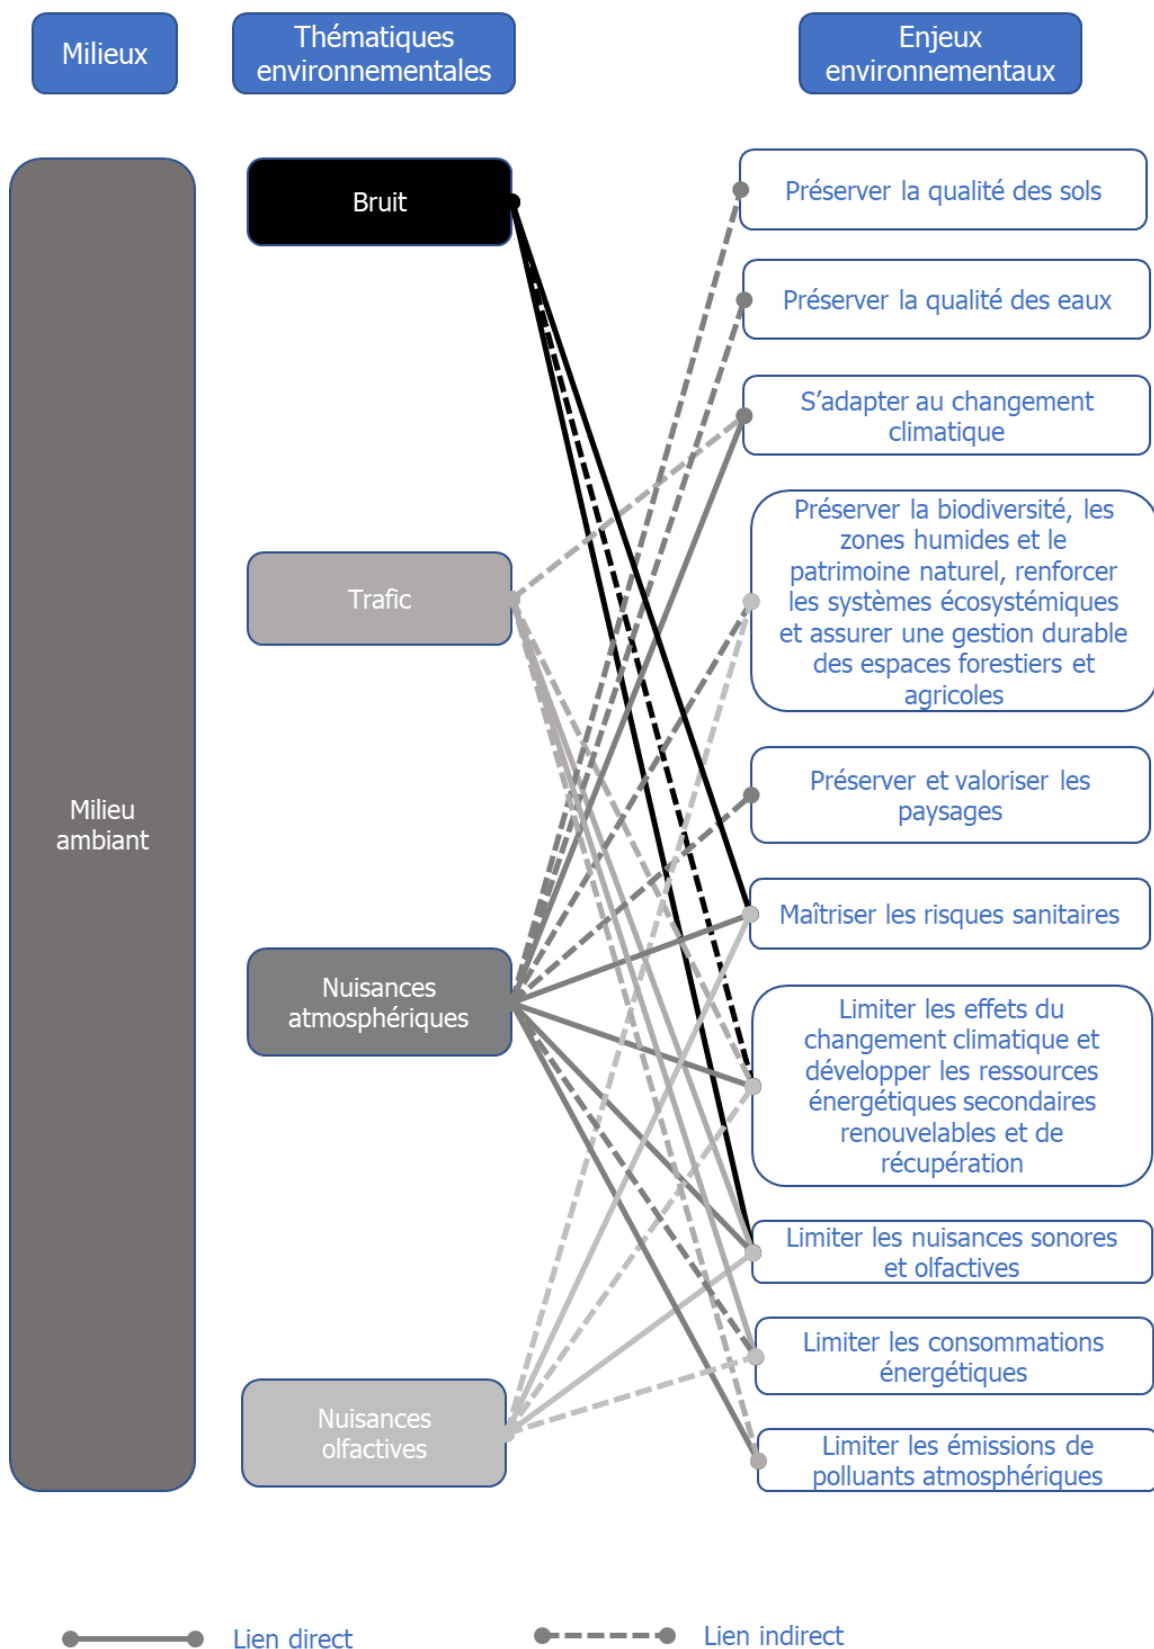 Milieux
Thématiques
environnementales
Enjeux
environnementaux
Milieu
ambiant
Bruit
Trafic
Nuisances
atmosphériques
Nuisances
olfactives
Préserver la qualité des sols
Préserver la qualité des eaux
S’adapter au changement
climatique
Préserver la biodiversité, les
zones humides et le
patrimoine naturel, renforcer
les systèmes écosystémiques
et assurer une gestion durable
des espaces forestiers et
agricoles
Préserver et valoriser les
paysages
Maîtriser les risques sanitaires
Limiter les effets du
changement climatique et
développer les ressources
énergétiques secondaires
renouvelables et de
récupération
Limiter les nuisances sonores
et olfactives
Limiter les consommations
énergétiques
Limiter les émissions de
polluants atmosphériques
Lien direct
Lien indirect